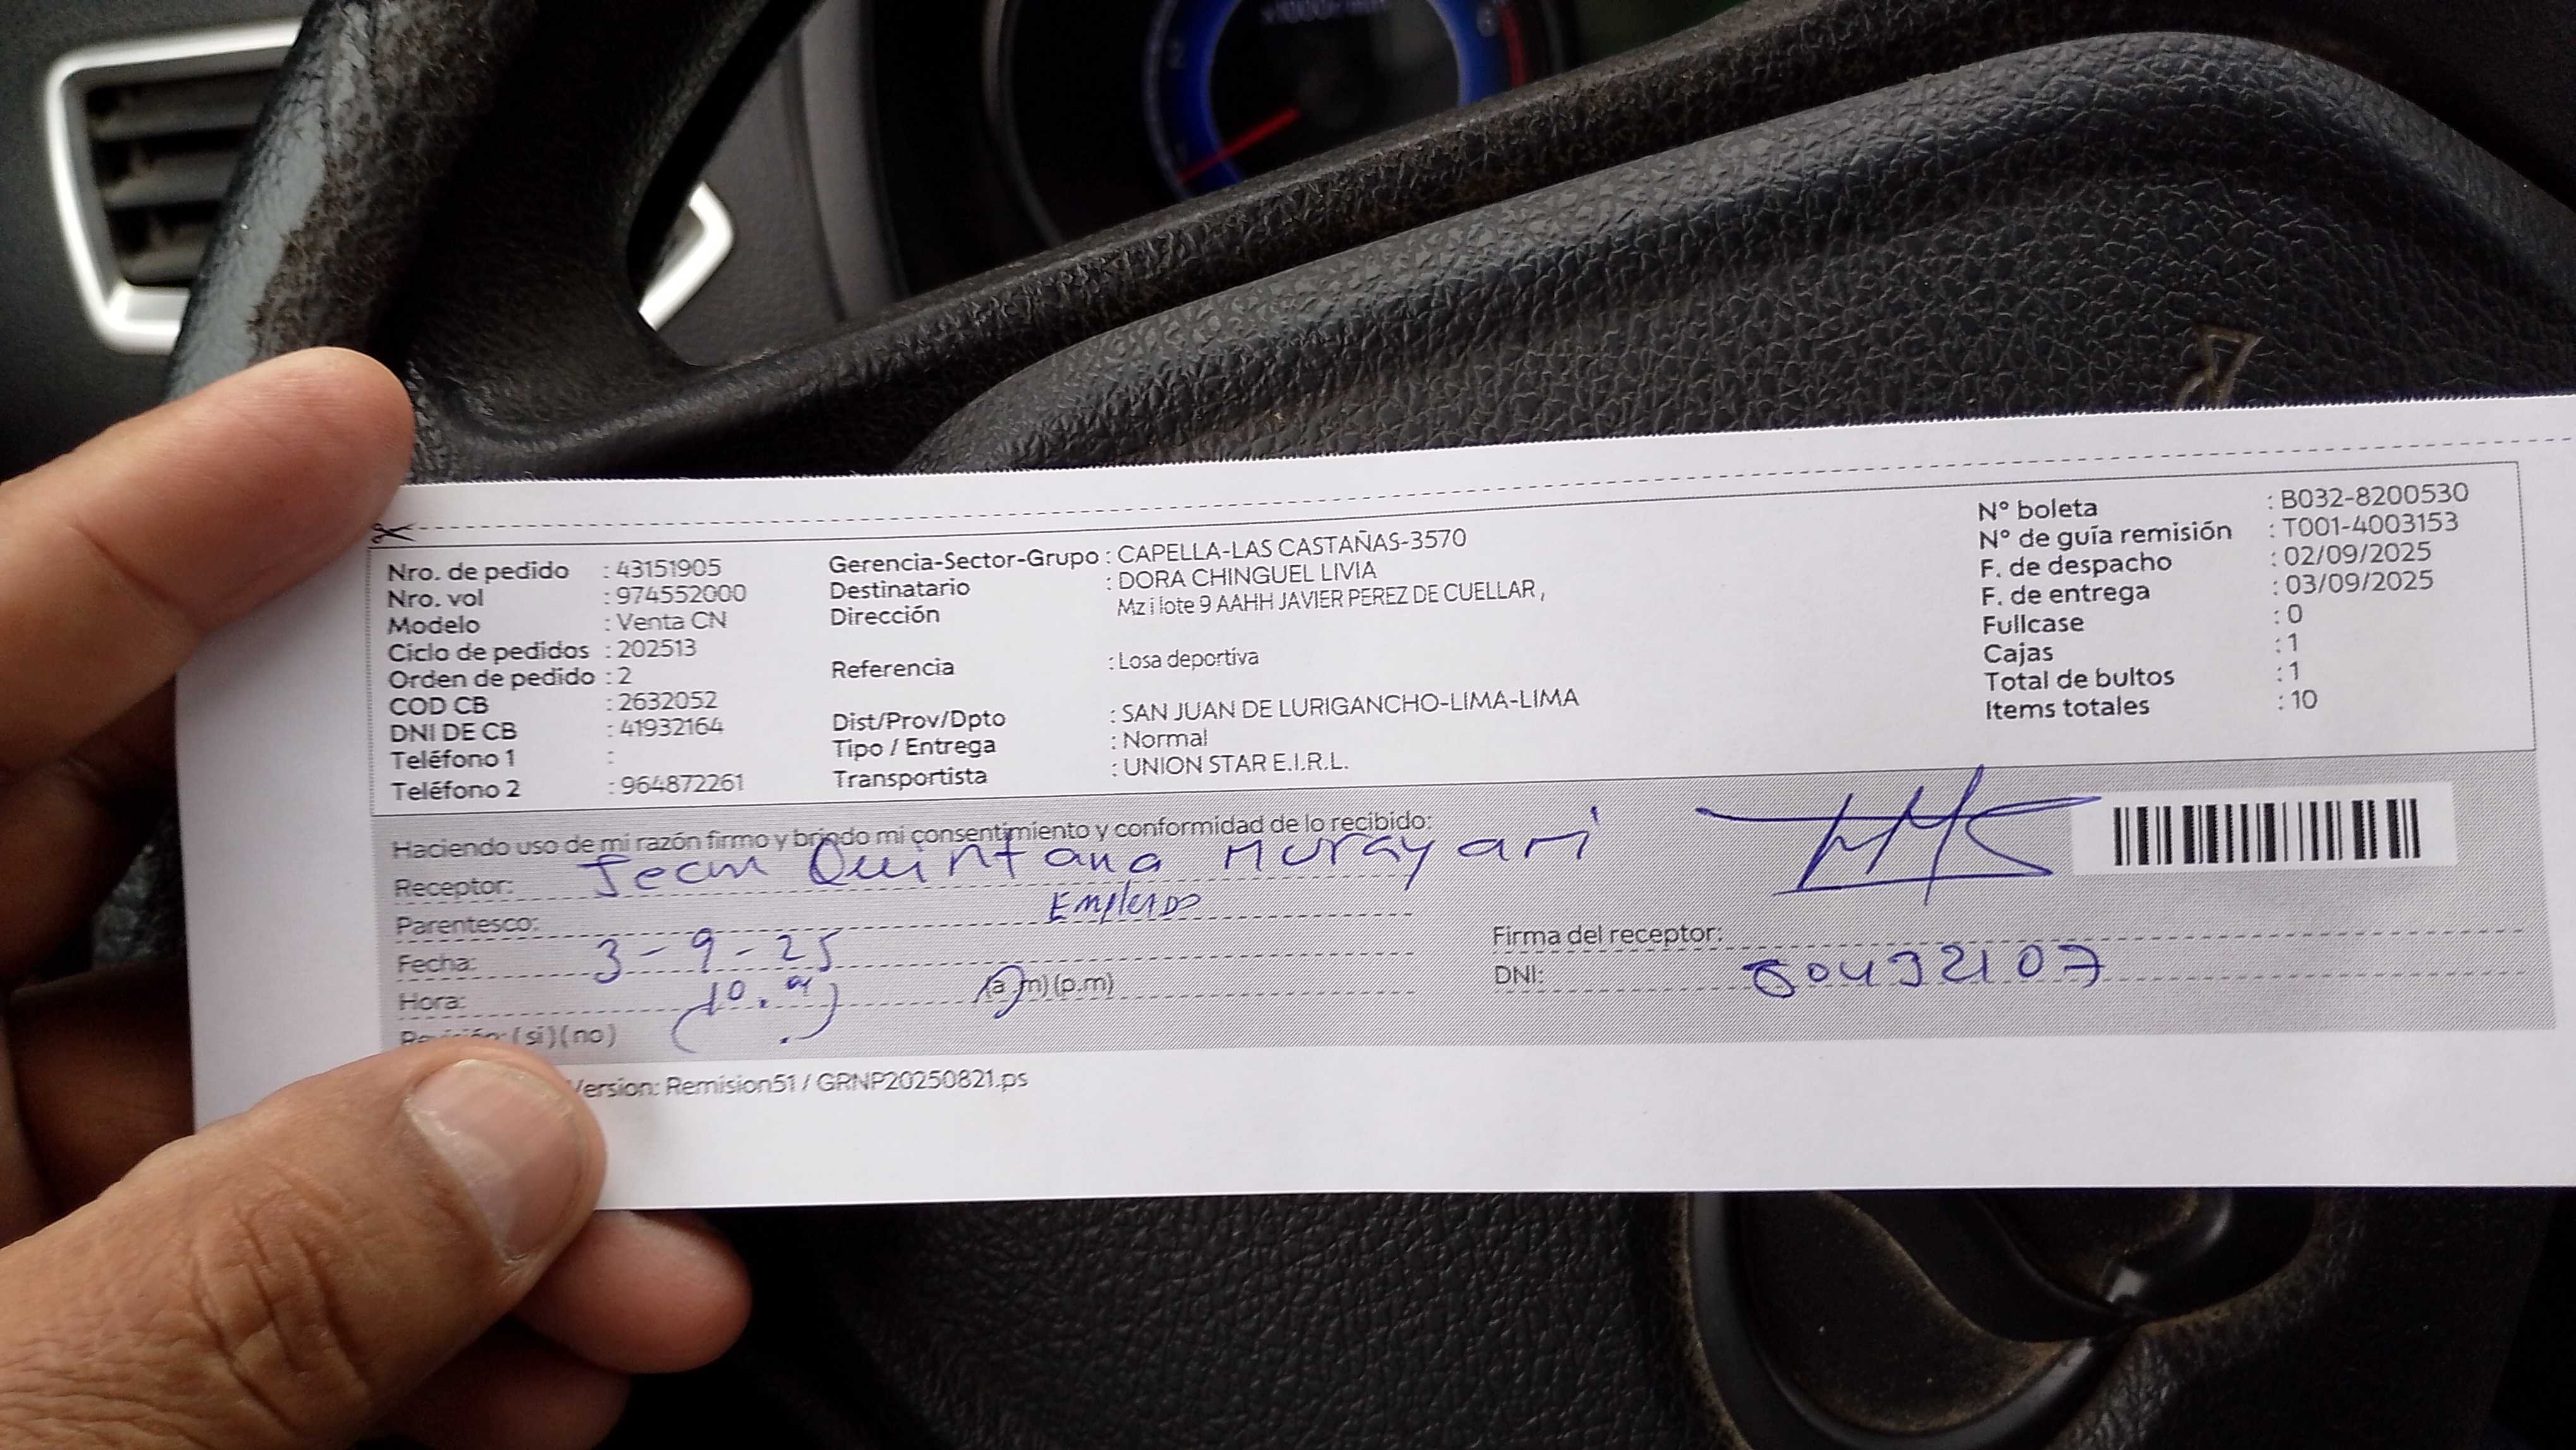 Nro. de pedido : 43151905
Nro. vol : 974552000
Modelo : Venta CN
Ciclo de pedidos : 202513
Orden de pedido : 2
COD CB : 2632052
DNI DE CB : 41932164
Teléfono 1 :
Teléfono 2 : 964872261
Gerencia-Sector-Grupo : CAPELLA-LAS CASTAÑAS-3570
Destinatario : DORA CHINGUEL LIVIA
Dirección Mz i lote 9 AAHH JAVIER PEREZ DE CUELLAR ,
Referencia : Losa deportiva
Dist/Prov/Dpto : SAN JUAN DE LURIGANCHO-LIMA-LIMA
Tipo / Entrega : Normal
Transportista : UNION STAR E.I.R.L.
N° boleta : B032-8200530
N° de guía remisión : T001-4003153
F. de despacho : 02/09/2025
F. de entrega : 03/09/2025
Fullcase : 0
Cajas : 1
Total de bultos : 1
Items totales : 10
Haciendo uso de mi razón firmo y brindo mi consentimiento y conformidad de lo recibido:
Receptor: Jean Quintana Murayari
Parentesco:
Fecha: 3-9-25
Hora: 10. (a.m)(p.m)
(si)(no)
Firma del receptor:
DNI: 60492107
Version: Remision51 / GRNP20250821.ps